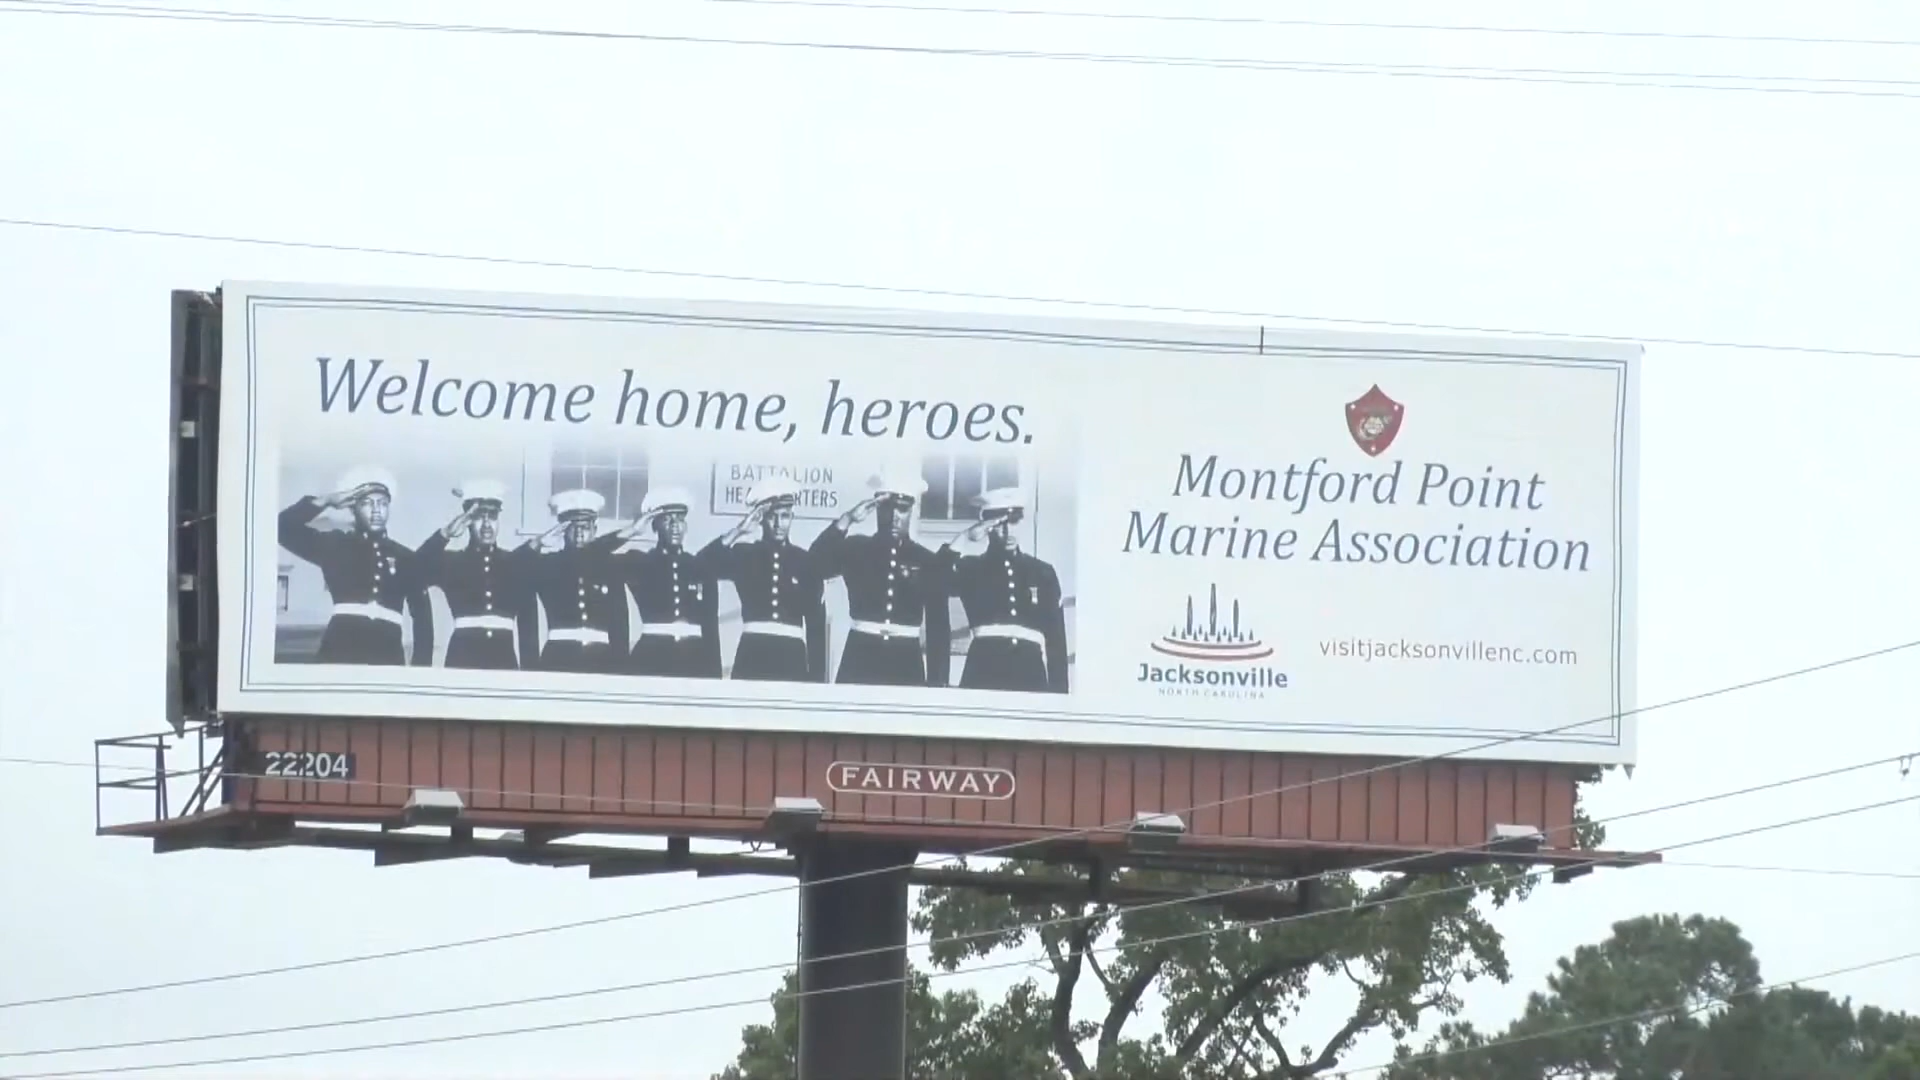 Welcome home, heroes.
BATTALION
HEADQUARTERS
Montford Point
Marine Association
Jacksonville
NORTH CAROLINA
visitjacksonvillenc.com
22204
FAIRWAY